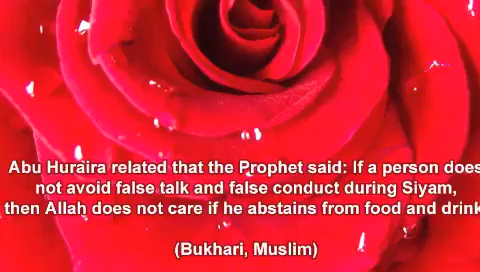 Abu Huraira related that the Prophet said: If a person does
not avoid false talk and false conduct during Siyam,
then Allah does not care if he abstains from food and drink
(Bukhari, Muslim)